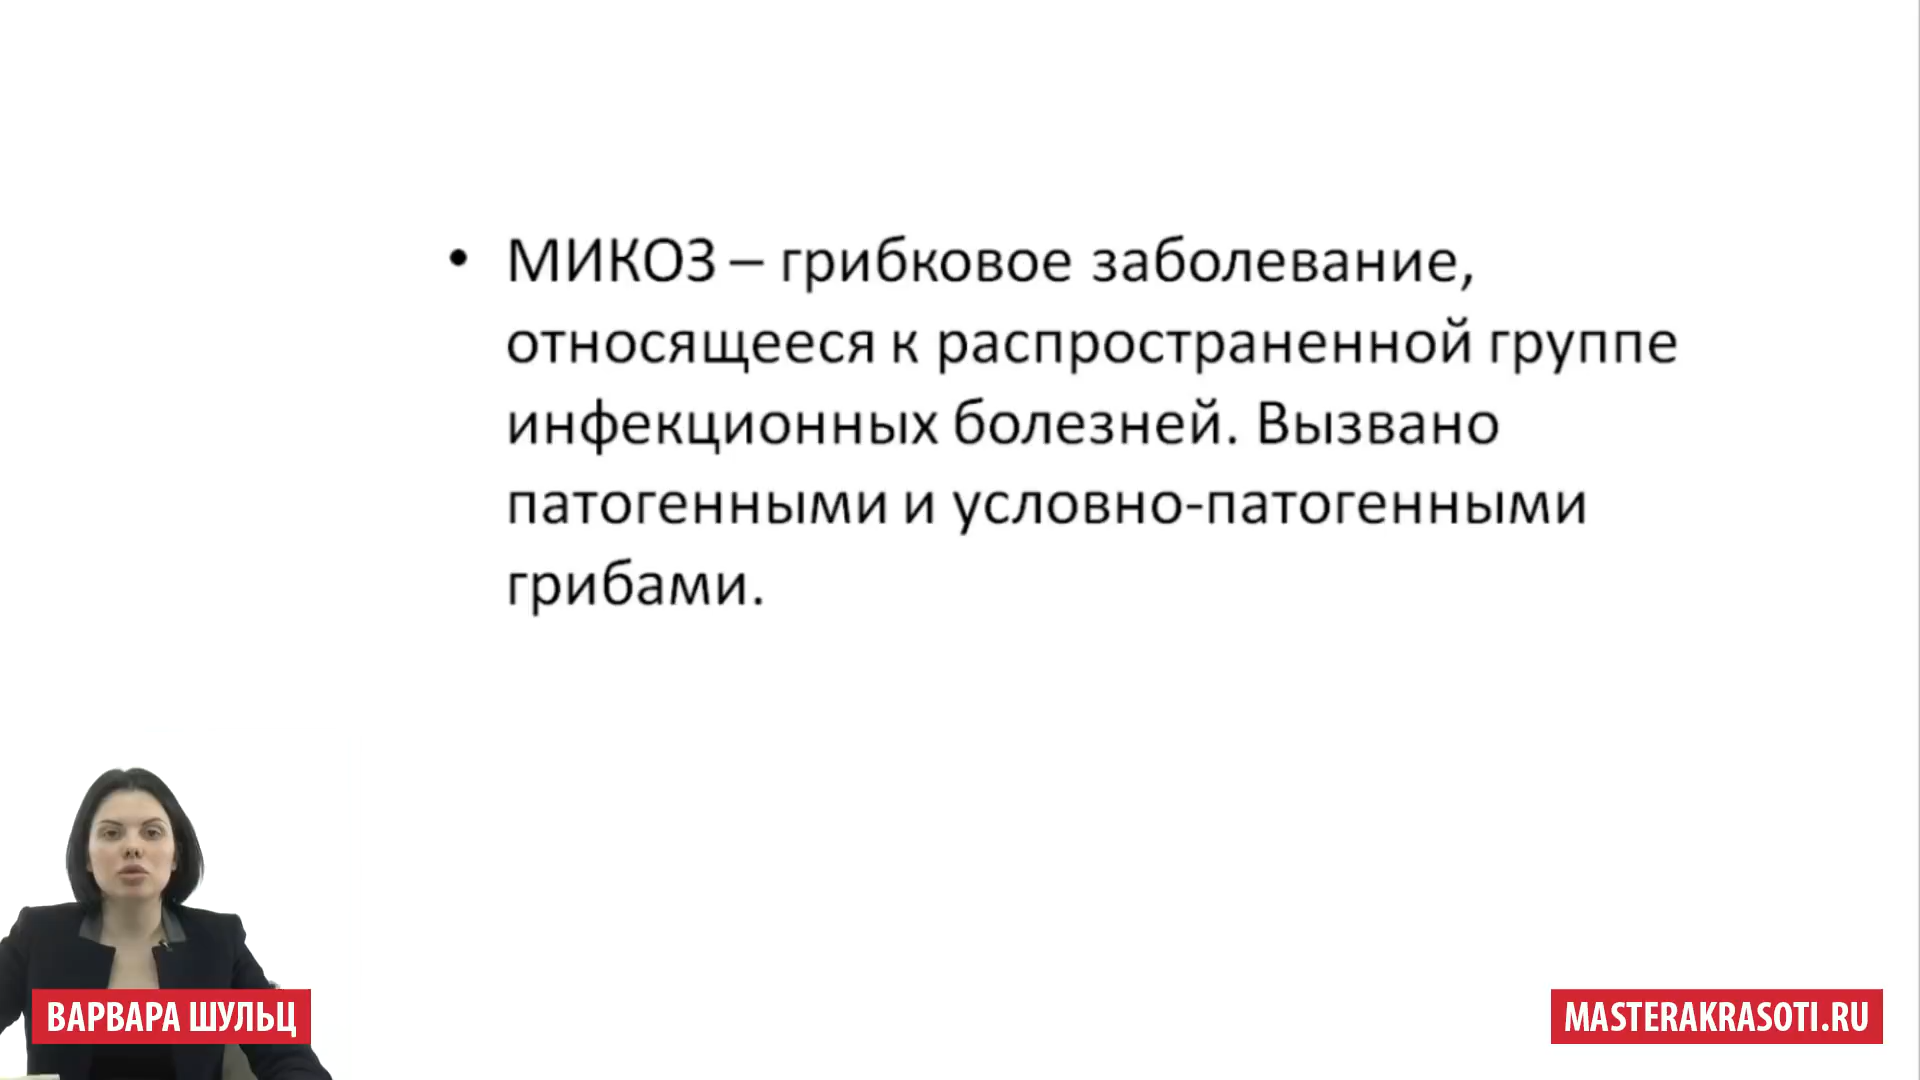 • МИКОЗ – грибковое заболевание,
относящееся к распространенной группе
инфекционных болезней. Вызвано
патогенными и условно-патогенными
грибами.
ВАРВАРА ШУЛЬЦ
MASTERAKRASOTI.RU